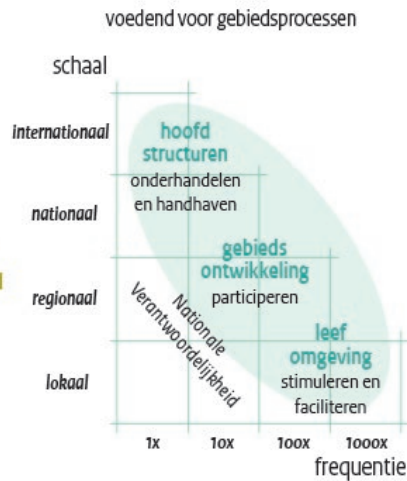 voedend voor gebiedsprocessen
schaal
internationaal
hoofd
structuren
onderhandelen
en handhaven
nationaal
gebieds
ontwikkeling
participeren
regionaal
Nationale
Verantwoordelijbheid
leef
omgeving
stimuleren en
faciliteren
lokaal
1x
10x
100x
1000x
frequentie